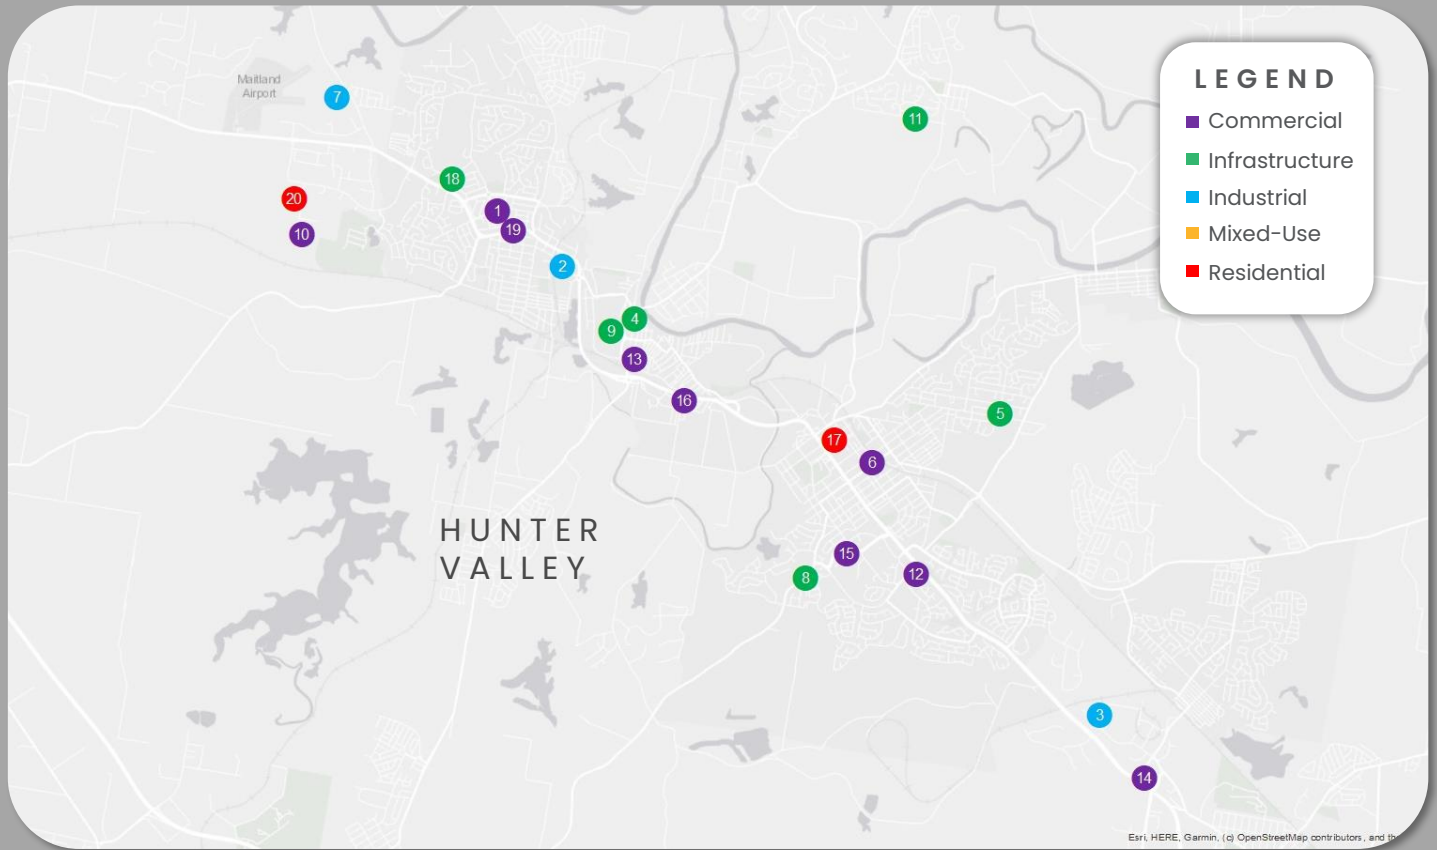 Maitland
Airport
7
11
18
20
1
10
19
2
4
9
13
16
5
17
6
15
8
12
3
14
HUNTER
VALLEY
LEGEND
Commercial
Infrastructure
Industrial
Mixed-Use
Residential
Esri, HERE, Garmin, (c) OpenStreetMap contributors, and the